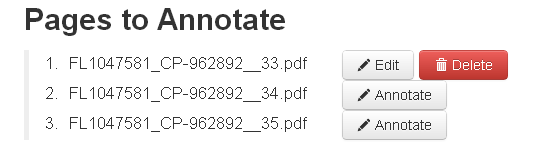 Pages to Annotate
1. FL1047581_CP-962892__33.pdf Edit Delete
2. FL1047581_CP-962892__34.pdf Annotate
3. FL1047581_CP-962892__35.pdf Annotate